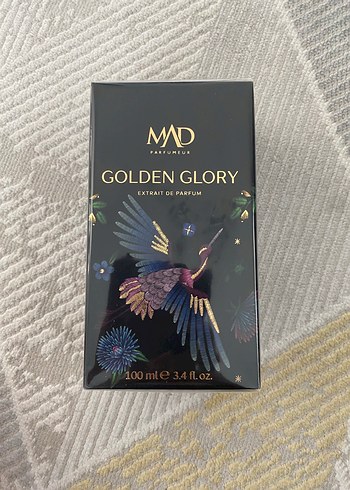 MAD
PARFUMEUR
GOLDEN GLORY
EXTRAIT DE PARFUM
100 ml ℮ 3.4 fl. oz.